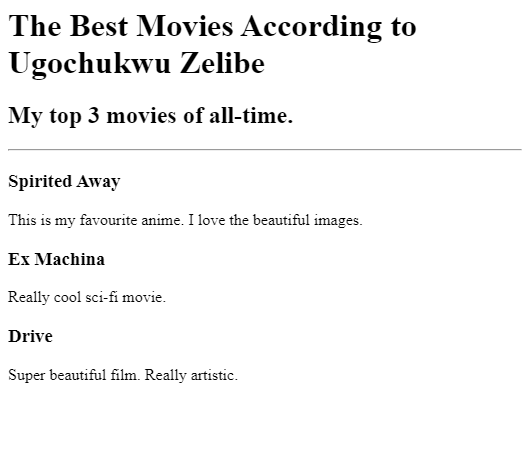 The Best Movies According to
Ugochukwu Zelibe
My top 3 movies of all-time.
Spirited Away
This is my favourite anime. I love the beautiful images.
Ex Machina
Really cool sci-fi movie.
Drive
Super beautiful film. Really artistic.